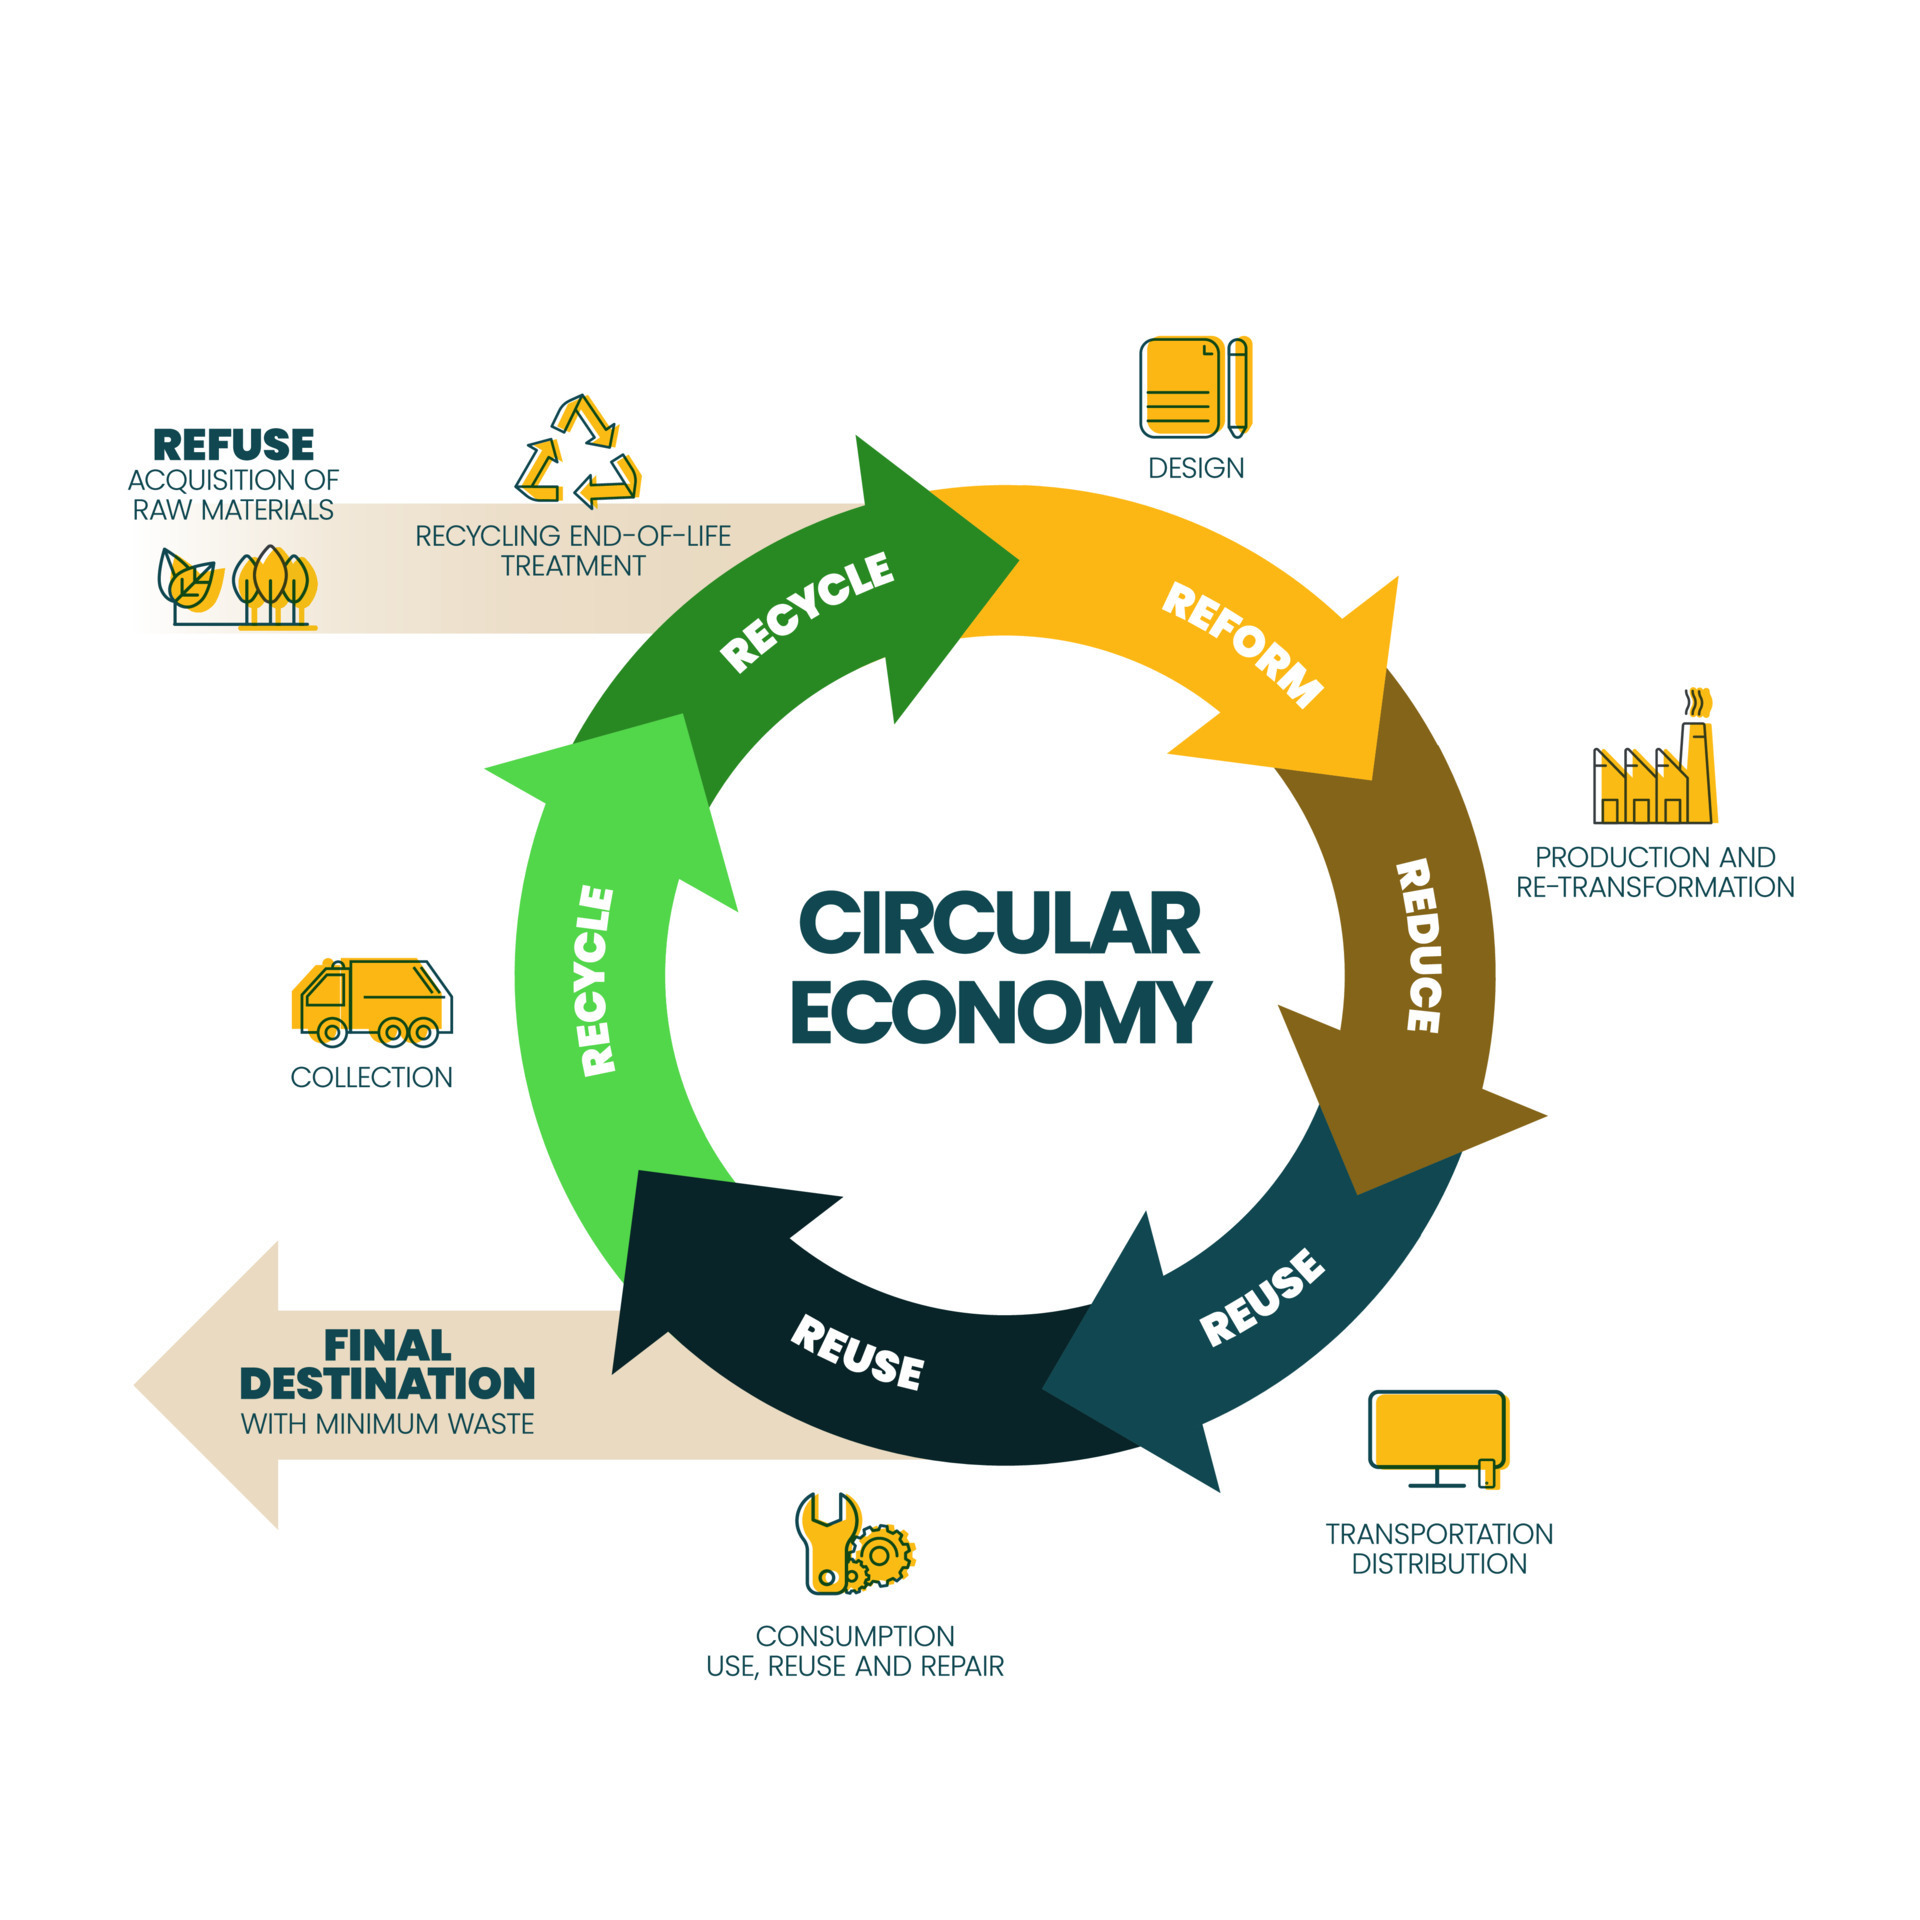 DESIGN
REFUSE
ACQUISITION OF
RAW MATERIALS
RECYCLING END-OF-LIFE
TREATMENT
RECYCLE
REFORM
PRODUCTION AND
RE-TRANSFORMATION
REDUCE
CIRCULAR
ECONOMY
RECYCLE
COLLECTION
REUSE
REUSE
FINAL
DESTINATION
WITH MINIMUM WASTE
TRANSPORTATION
DISTRIBUTION
CONSUMPTION
USE, REUSE AND REPAIR